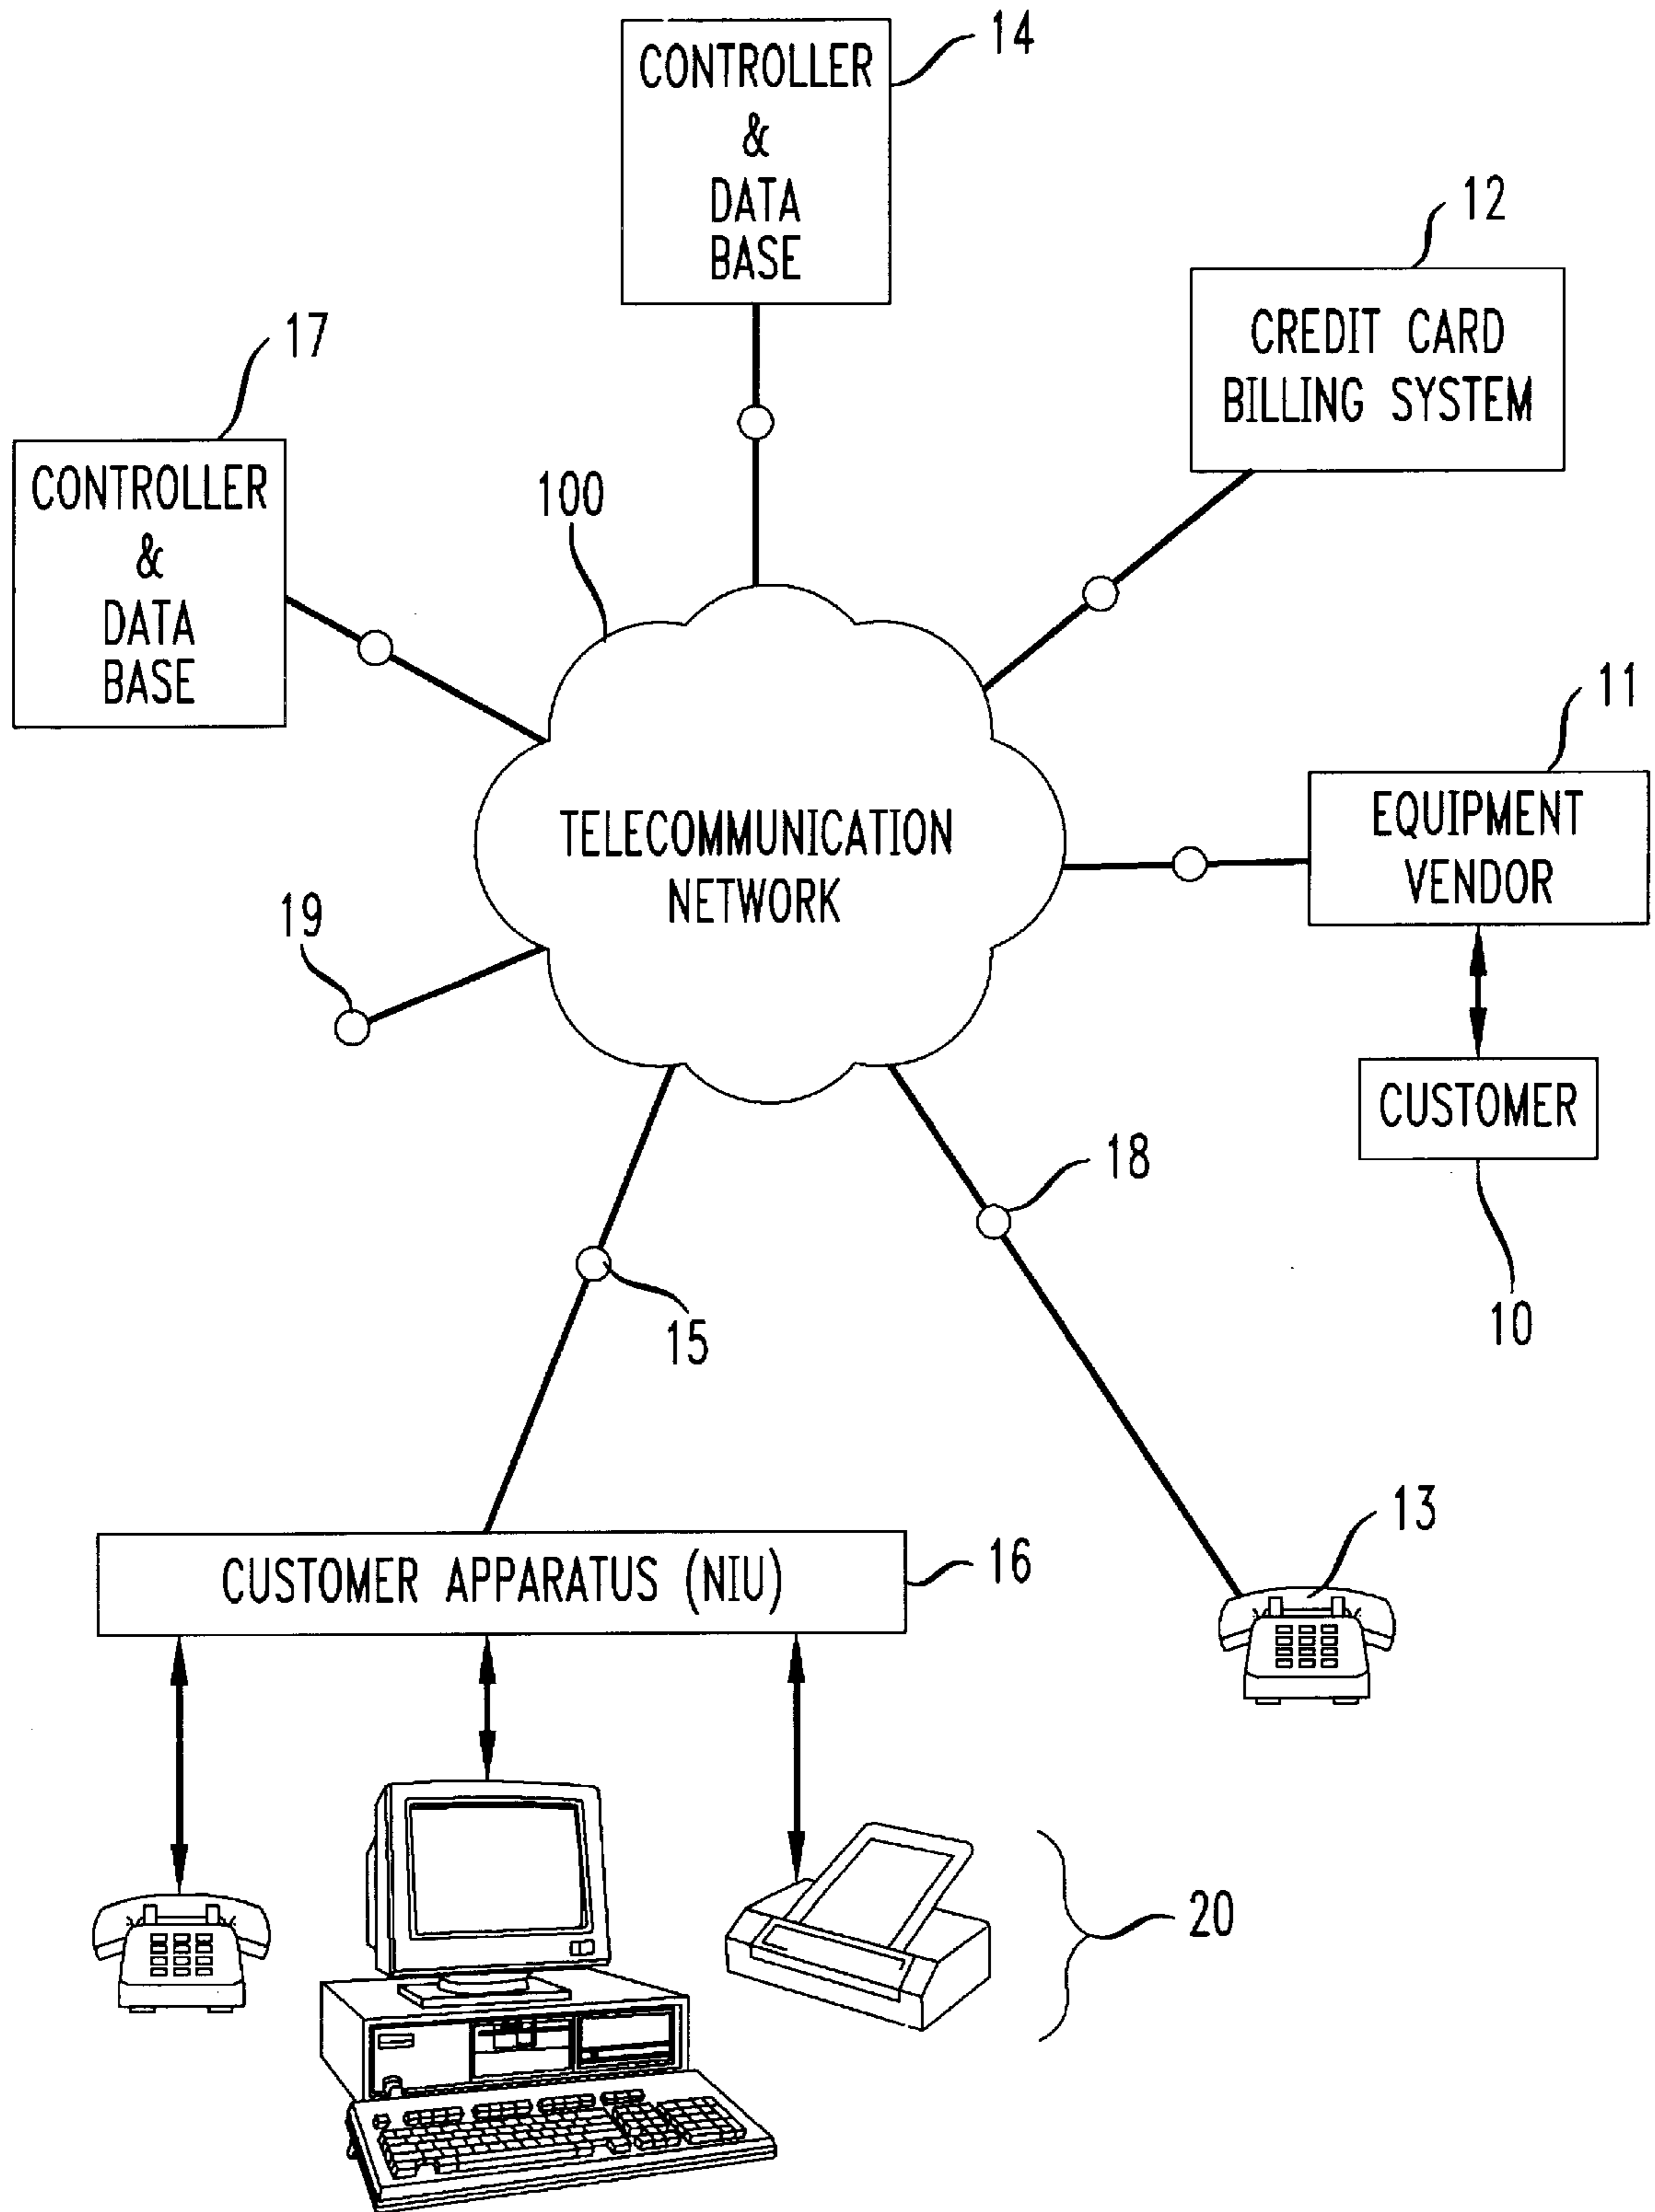 14
CONTROLLER
&
DATA
BASE
12
CREDIT CARD
BILLING SYSTEM
17
CONTROLLER
&
DATA
BASE
100
11
EQUIPMENT
VENDOR
TELECOMMUNICATION
NETWORK
19
CUSTOMER
18
10
15
13
CUSTOMER APPARATUS (NIU)
16
20